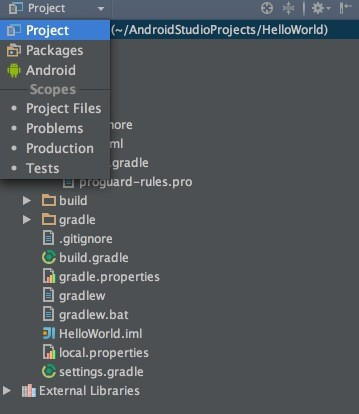 Project
Project (~/AndroidStudioProjects/HelloWorld)
Packages
Android
Scopes
Project Files
nore
Problems
ml
Production
.gradle
Tests
proguard-rules.pro
build
gradle
.gitignore
build.gradle
gradle.properties
gradlew
gradlew.bat
HelloWorld.iml
local.properties
settings.gradle
External Libraries